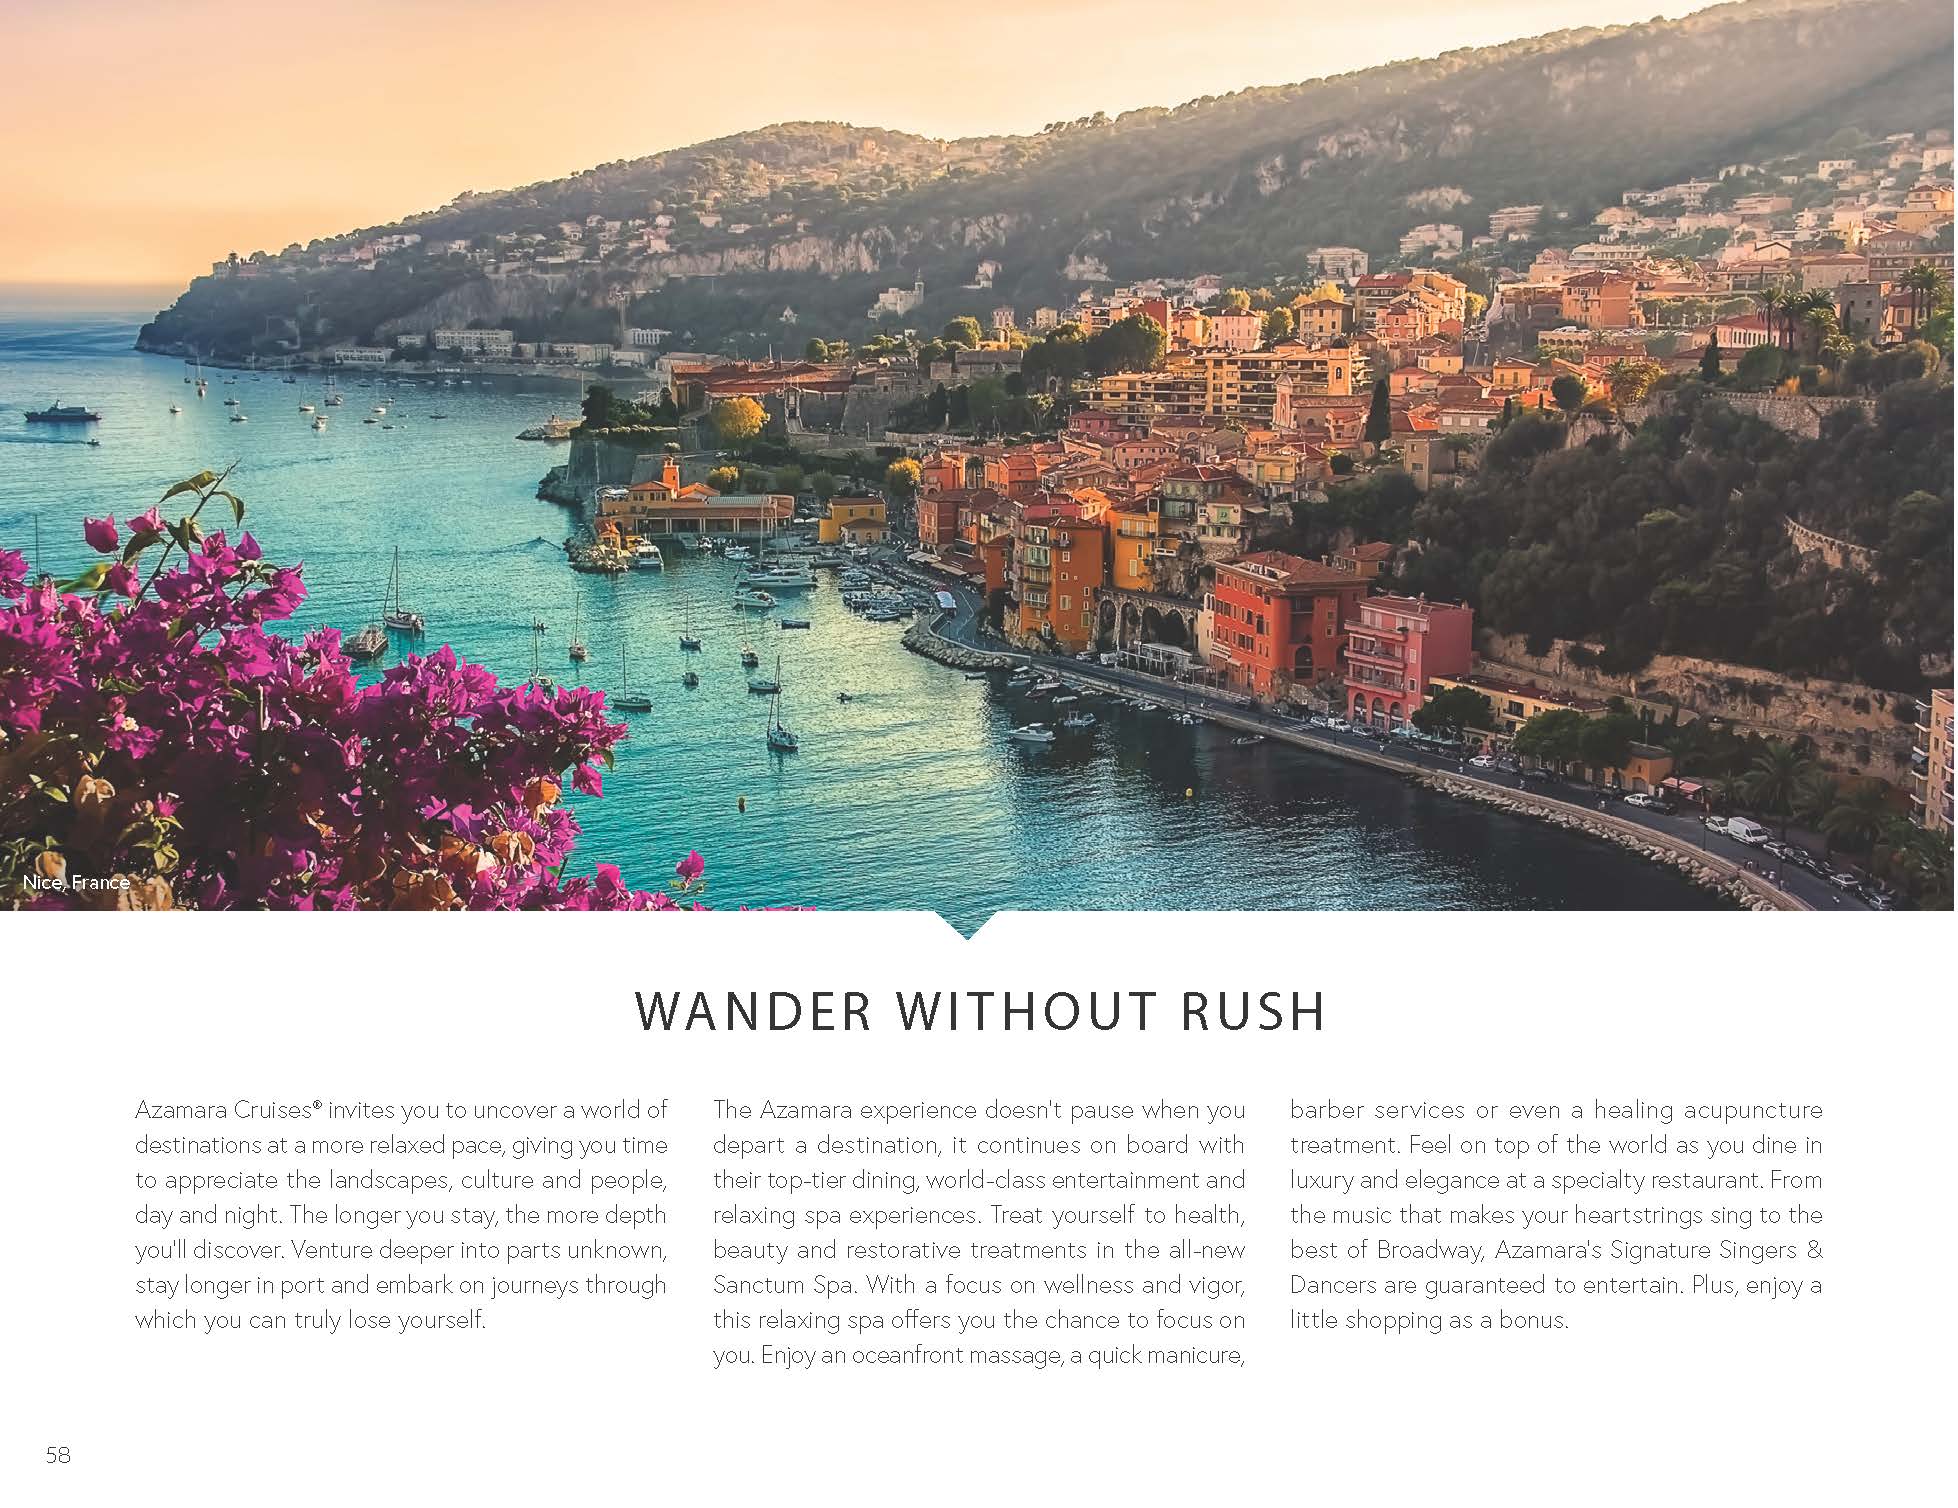 Nice, France
WANDER WITHOUT RUSH
Azamara Cruises® invites you to uncover a world of
destinations at a more relaxed pace, giving you time
to appreciate the landscapes, culture and people,
day and night. The longer you stay, the more depth
you'll discover. Venture deeper into parts unknown,
stay longer in port and embark on journeys through
which you can truly lose yourself.
The Azamara experience doesn't pause when you
depart a destination, it continues on board with
their top-tier dining, world-class entertainment and
relaxing spa experiences. Treat yourself to health,
beauty and restorative treatments in the all-new
Sanctum Spa. With a focus on wellness and vigor,
this relaxing spa offers you the chance to focus on
you. Enjoy an oceanfront massage, a quick manicure,
barber services or even a healing acupuncture
treatment. Feel on top of the world as you dine in
luxury and elegance at a specialty restaurant. From
the music that makes your heartstrings sing to the
best of Broadway, Azamara's Signature Singers &
Dancers are guaranteed to entertain. Plus, enjoy a
little shopping as a bonus.
58